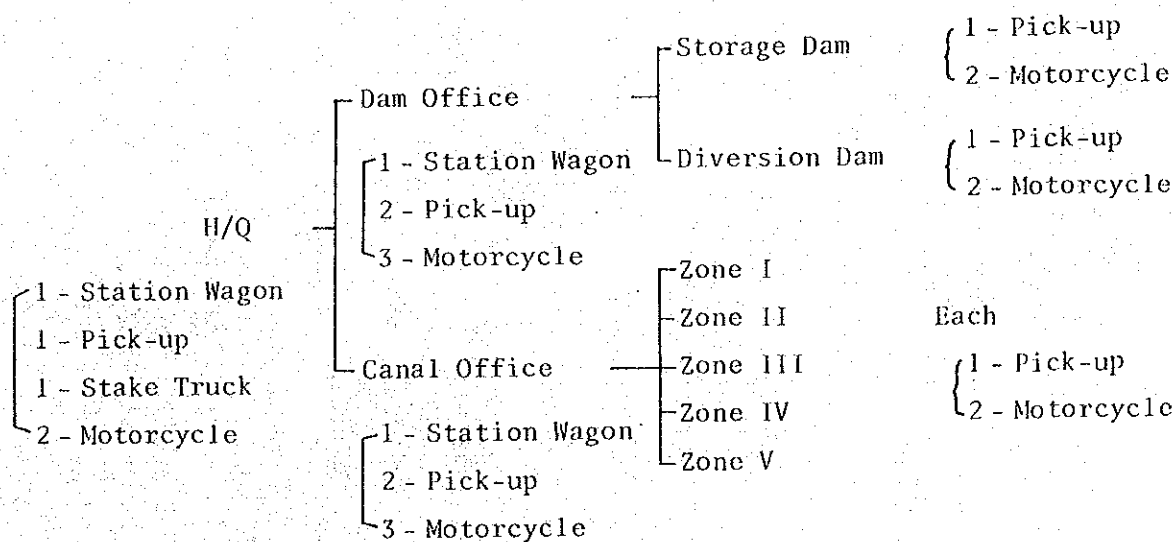 H/Q
1 - Station Wagon
1 - Pick-up
1 - Stake Truck
2 - Motorcycle
Dam Office
1 - Station Wagon
2 - Pick-up
3 - Motorcycle
Storage Dam
1 - Pick-up
2 - Motorcycle
Diversion Dam
1 - Pick-up
2 - Motorcycle
Canal Office
1 - Station Wagon
2 - Pick-up
3 - Motorcycle
Zone I
Zone II
Zone III
Zone IV
Zone V
Each
1 - Pick-up
2 - Motorcycle